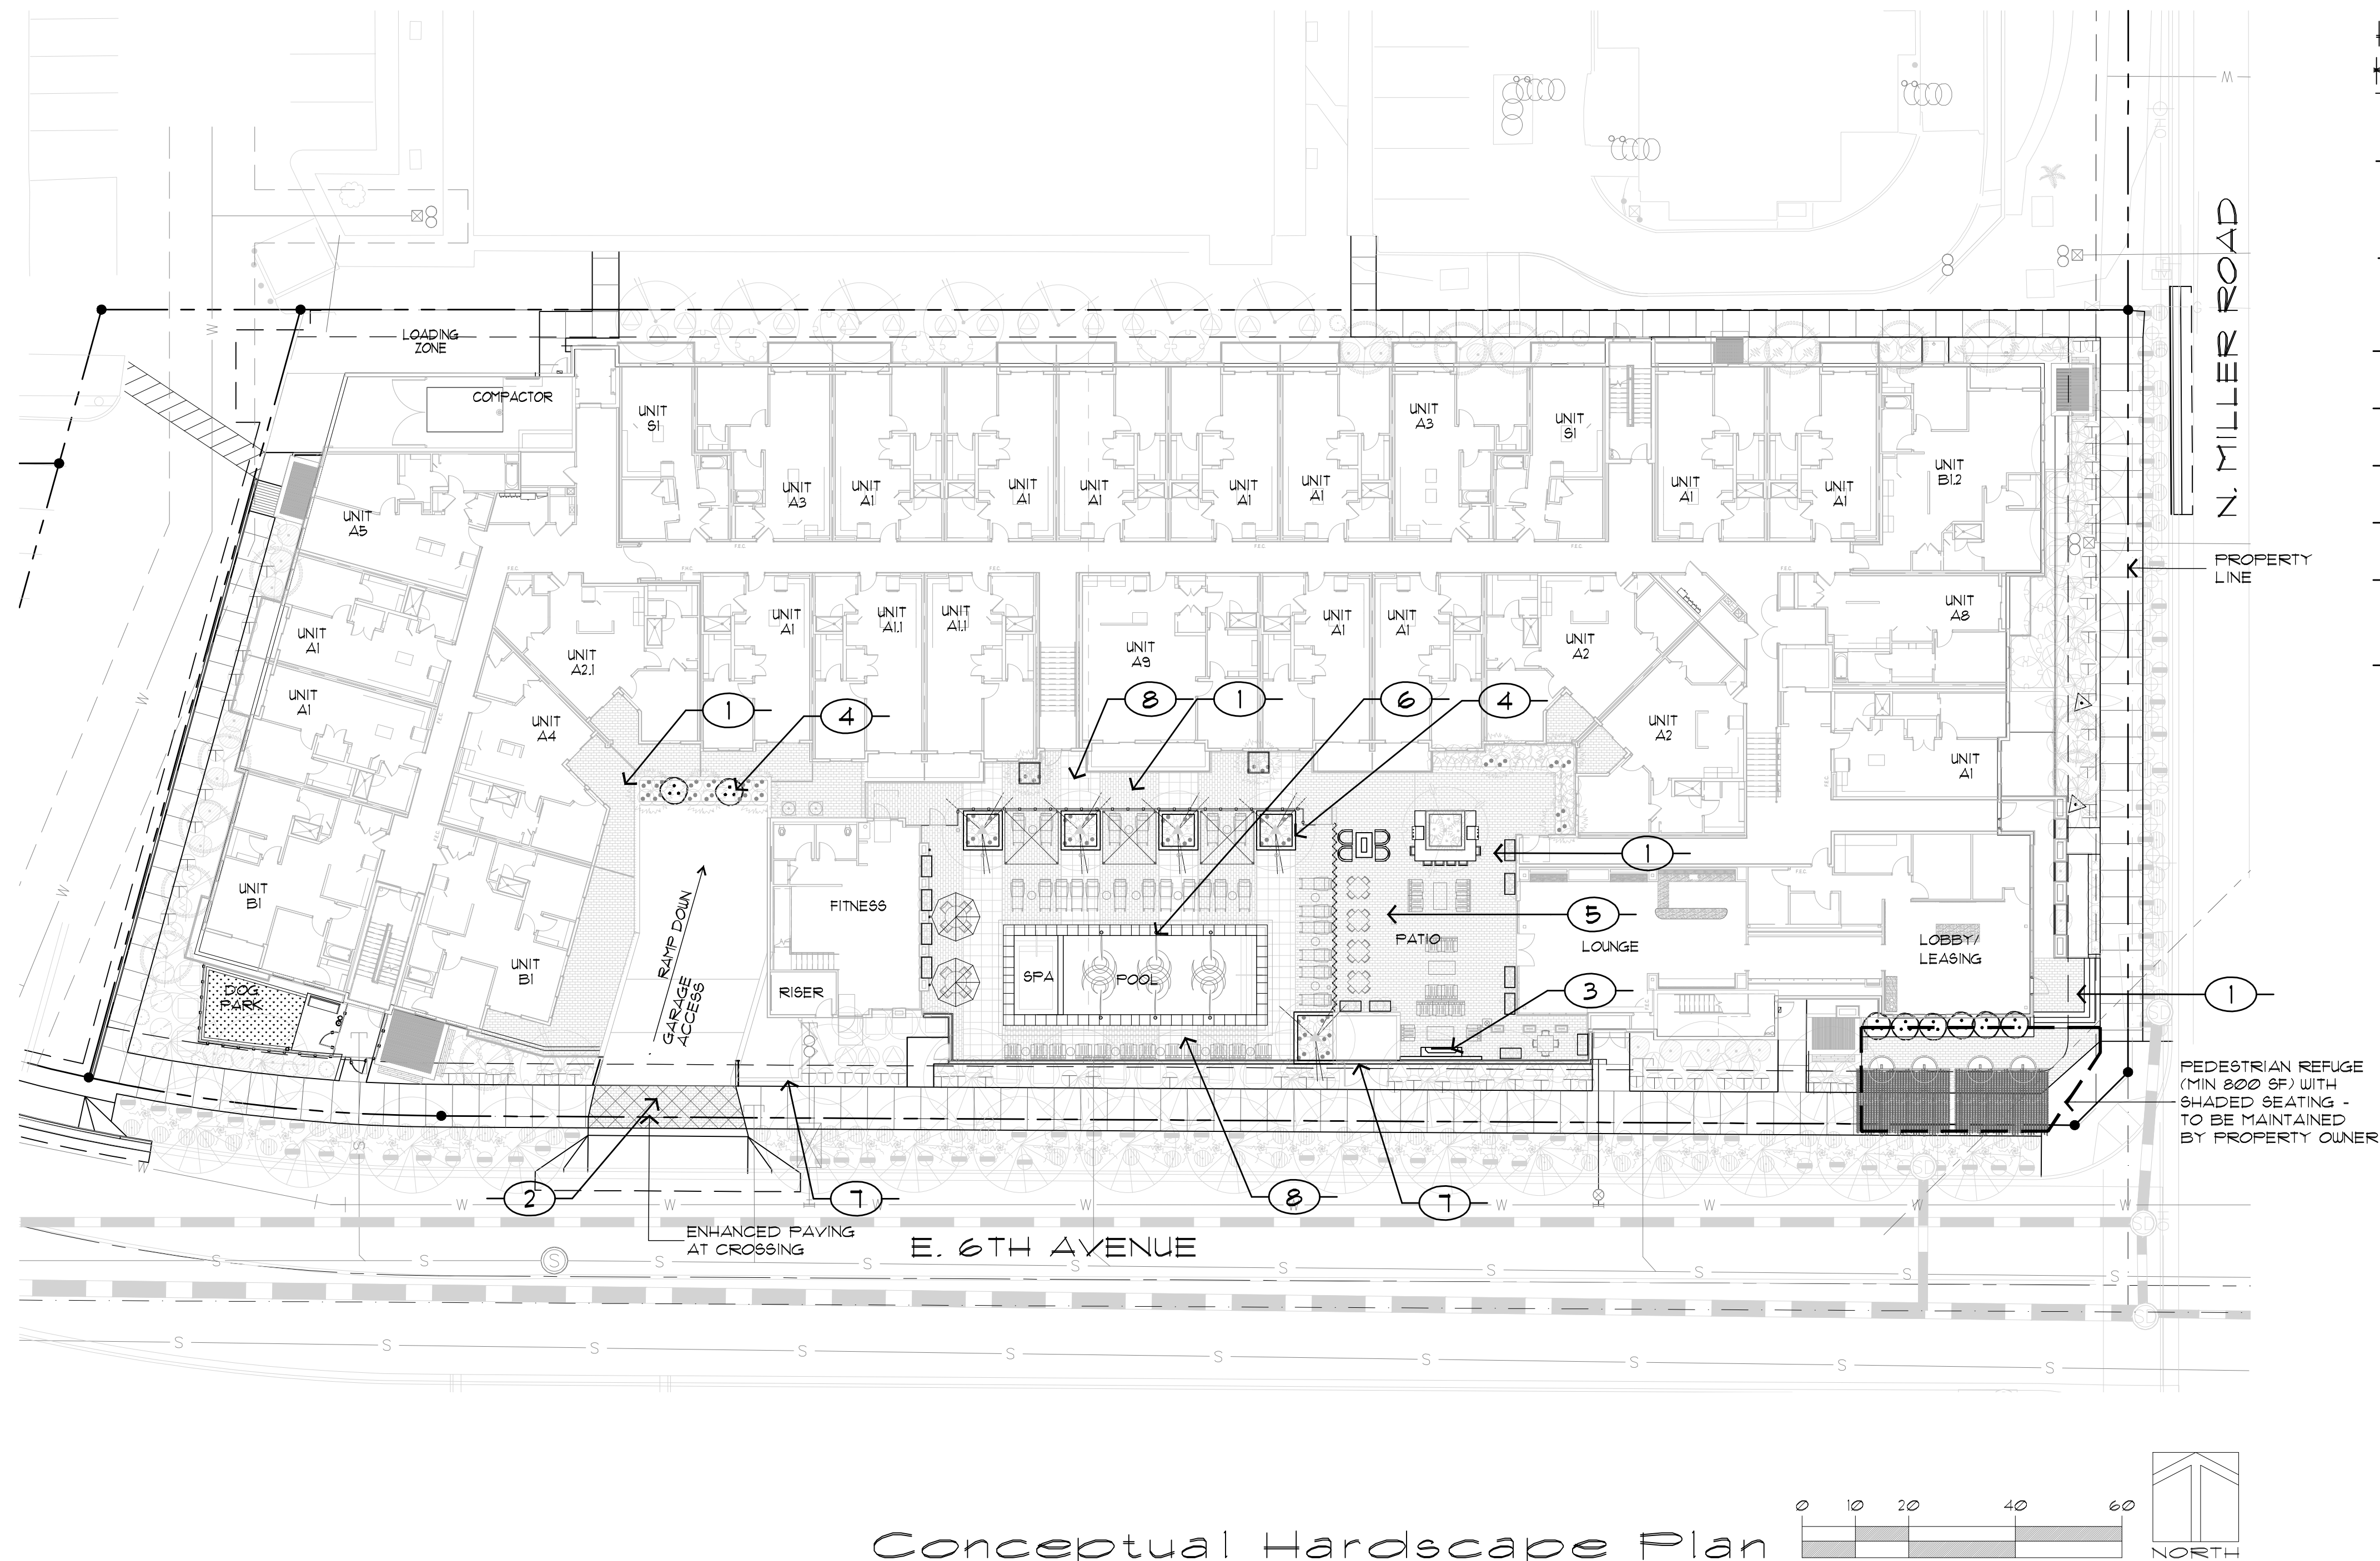 W
W
N. MILLER ROAD
LOADING
ZONE
COMPACTOR
UNIT
S1
UNIT
A3
UNIT
A1
UNIT
A1
UNIT
A1
UNIT
A1
UNIT
A1
UNIT
A3
UNIT
S1
UNIT
A1
UNIT
A1
UNIT
B1.2
UNIT
A5
F.E.C.
F.E.C.
F.E.C.
F.E.C.
F.H.C.
F.E.C.
PROPERTY
LINE
UNIT
A1
UNIT
A1
UNIT
A2.1
UNIT
A4
UNIT
A1
UNIT
A1.1
UNIT
A1.1
UNIT
A9
UNIT
A1
UNIT
A1
UNIT
A2
UNIT
A2
UNIT
A8
UNIT
A1
1
4
8
1
6
4
1
5
3
1
UNIT
B1
UNIT
B1
DOG
PARK
GARAGE RAMP DOWN
ACCESS
FITNESS
RISER
SPA
POOL
PATIO
LOUNGE
LOBBY/
LEASING
PEDESTRIAN REFUGE
(MIN 800 SF) WITH
SHADED SEATING -
TO BE MAINTAINED
BY PROPERTY OWNER
2
7
8
7
W W W W W W W W W
ENHANCED PAVING
AT CROSSING
E. 6TH AVENUE
SD
SD
SD
S S S S S S S S S S S
S S S S S S S S S S
0 10 20 40 60
Conceptual Hardscape Plan
NORTH